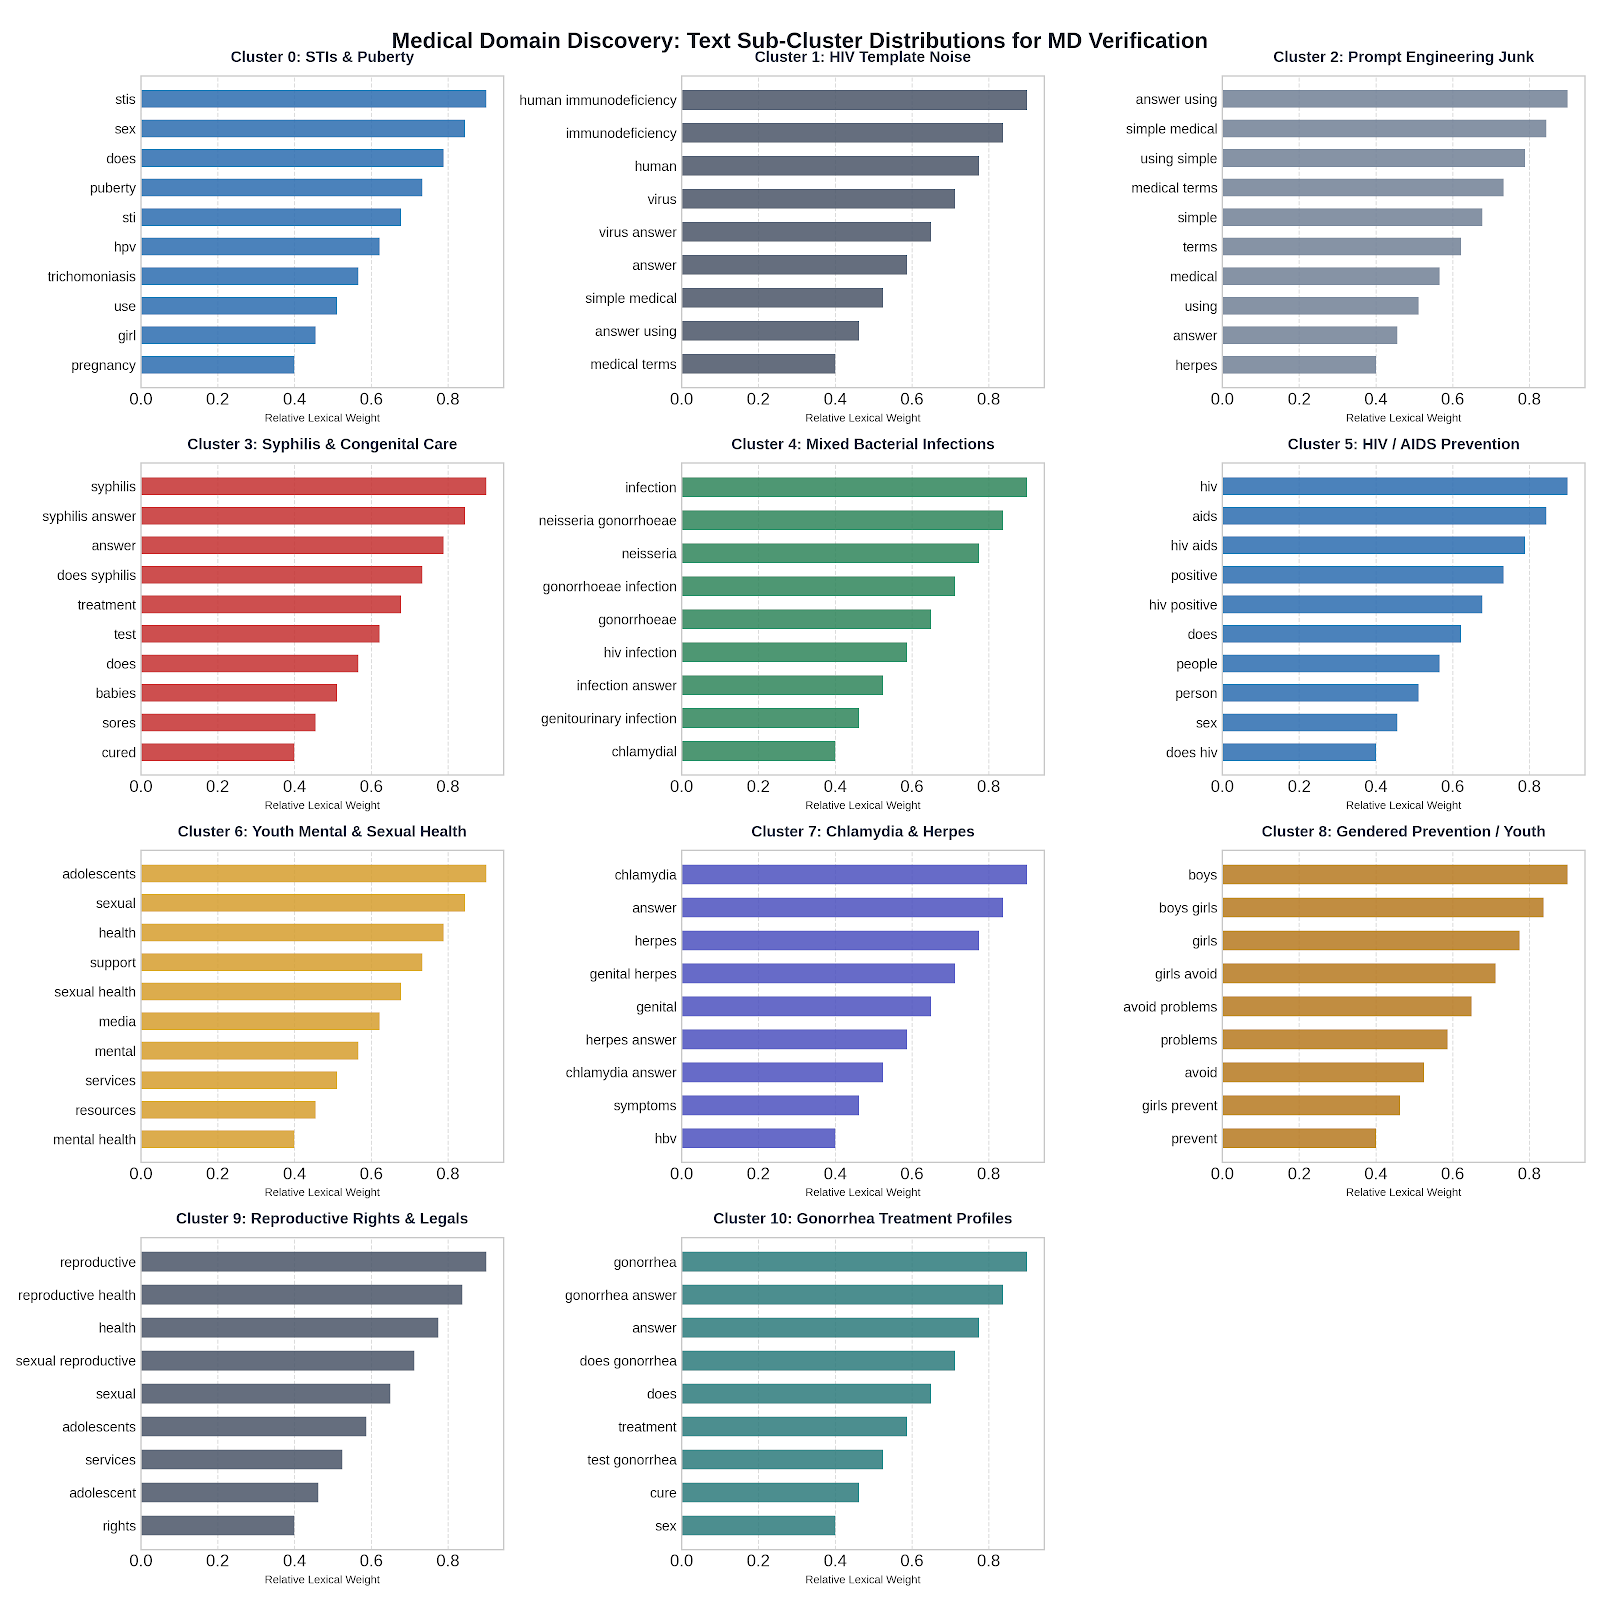 Medical Domain Discovery: Text Sub-Cluster Distributions for MD Verification
Cluster 0: STIs & Puberty
stis
sex
does
puberty
sti
hpv
trichomoniasis
use
girl
pregnancy
0.0 0.2 0.4 0.6 0.8
Relative Lexical Weight
Cluster 1: HIV Template Noise
human immunodeficiency
immunodeficiency
human
virus
virus answer
answer
simple medical
answer using
medical terms
0.0 0.2 0.4 0.6 0.8
Relative Lexical Weight
Cluster 2: Prompt Engineering Junk
answer using
simple medical
using simple
medical terms
simple
terms
medical
using
answer
herpes
0.0 0.2 0.4 0.6 0.8
Relative Lexical Weight
Cluster 3: Syphilis & Congenital Care
syphilis
syphilis answer
answer
does syphilis
treatment
test
does
babies
sores
cured
0.0 0.2 0.4 0.6 0.8
Relative Lexical Weight
Cluster 4: Mixed Bacterial Infections
infection
neisseria gonorrhoeae
neisseria
gonorrhoeae infection
gonorrhoeae
hiv infection
infection answer
genitourinary infection
chlamydial
0.0 0.2 0.4 0.6 0.8
Relative Lexical Weight
Cluster 5: HIV / AIDS Prevention
hiv
aids
hiv aids
positive
hiv positive
does
people
person
sex
does hiv
0.0 0.2 0.4 0.6 0.8
Relative Lexical Weight
Cluster 6: Youth Mental & Sexual Health
adolescents
sexual
health
support
sexual health
media
mental
services
resources
mental health
0.0 0.2 0.4 0.6 0.8
Relative Lexical Weight
Cluster 7: Chlamydia & Herpes
chlamydia
answer
herpes
genital herpes
genital
herpes answer
chlamydia answer
symptoms
hbv
0.0 0.2 0.4 0.6 0.8
Relative Lexical Weight
Cluster 8: Gendered Prevention / Youth
boys
boys girls
girls
girls avoid
avoid problems
problems
avoid
girls prevent
prevent
0.0 0.2 0.4 0.6 0.8
Relative Lexical Weight
Cluster 9: Reproductive Rights & Legals
reproductive
reproductive health
health
sexual reproductive
sexual
adolescents
services
adolescent
rights
0.0 0.2 0.4 0.6 0.8
Relative Lexical Weight
Cluster 10: Gonorrhea Treatment Profiles
gonorrhea
gonorrhea answer
answer
does gonorrhea
does
treatment
test gonorrhea
cure
sex
0.0 0.2 0.4 0.6 0.8
Relative Lexical Weight